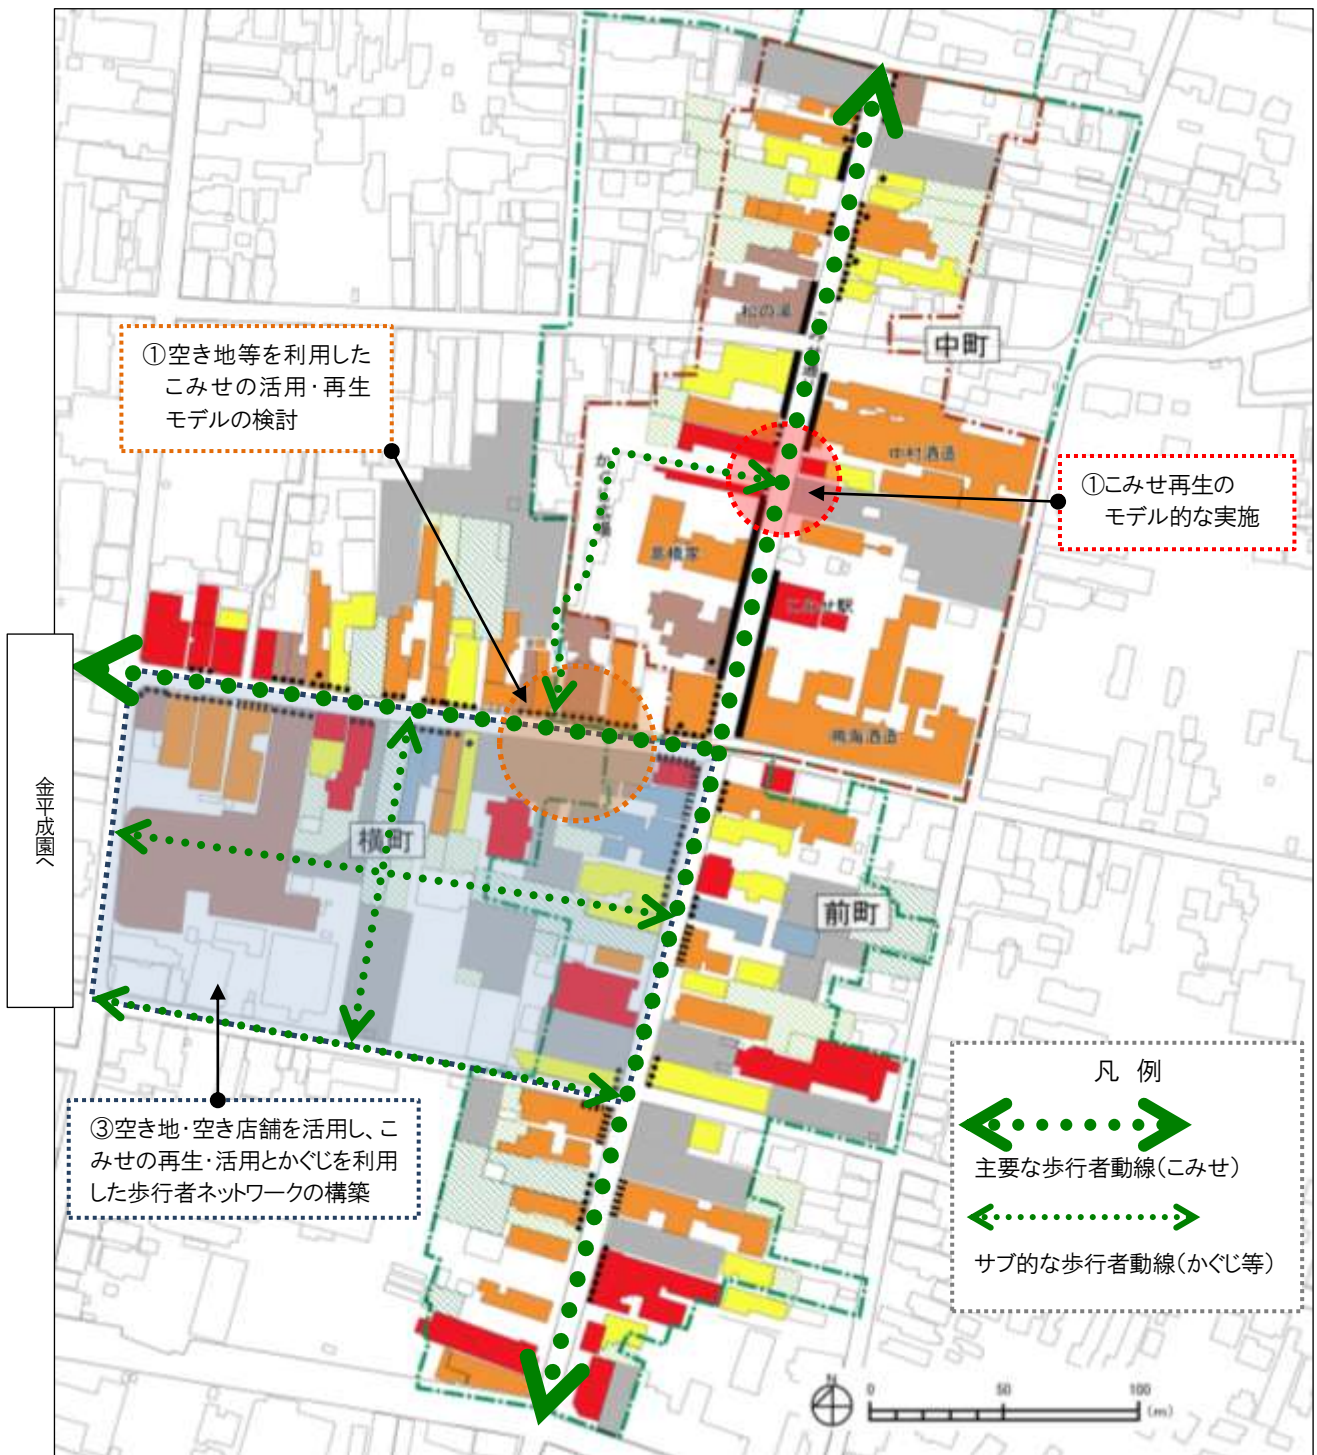 ①空き地等を利用した
こみせの活用・再生
モデルの検討
松の湯
中町
中村酒造
①こみせ再生の
モデル的な実施
高橋家
こみせ駅
鳴海酒造
金平成園へ
横町
前町
③空き地・空き店舗を活用し、こ
みせの再生・活用とかぐじを利用
した歩行者ネットワークの構築
凡 例
主要な歩行者動線(こみせ)
サブ的な歩行者動線(かぐじ等)
N
0 50 100
(m)